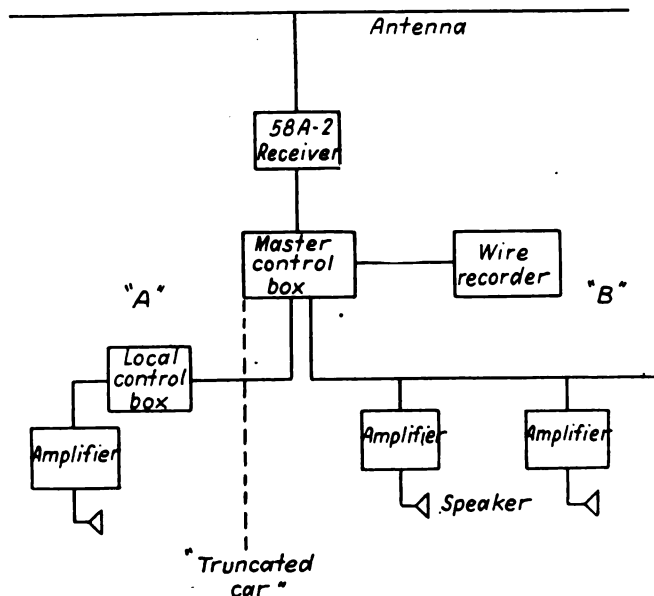 Antenna
58A-2
Receiver
Master
control
box
Wire
recorder
"A"
"B"
Local
control
box
Amplifier
Amplifier
Amplifier
Speaker
"Truncated
car"